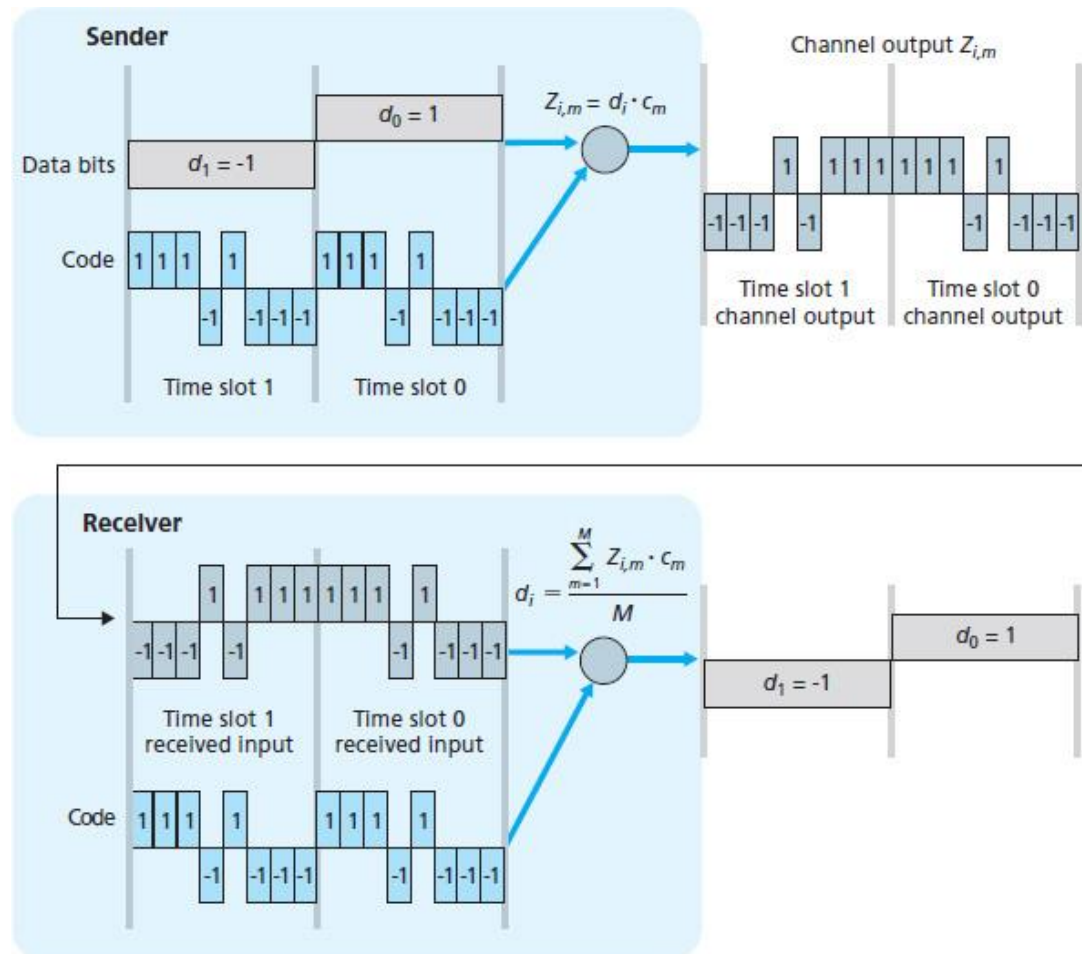 Sender
Channel output Z_{i,m}
d_0 = 1
Z_{i,m} = d_i · c_m
Data bits
d_1 = -1
1
1 1 1 1 1 1
-1 -1 -1
-1
-1
-1 -1 -1
Code
1 1 1
1
1 1 1
1
-1
-1 -1 -1
-1
-1 -1 -1
Time slot 1
channel output
Time slot 0
channel output
Time slot 1
Time slot 0
Receiver
d_i = \frac{\sum_{m=1}^{M} Z_{i,m} · c_m}{M}
1
1 1 1 1 1 1
1
-1 -1 -1
-1
-1
-1 -1 -1
d_0 = 1
d_1 = -1
Time slot 1
received input
Time slot 0
received input
Code
1 1 1
1
1 1 1
1
-1
-1 -1 -1
-1
-1 -1 -1